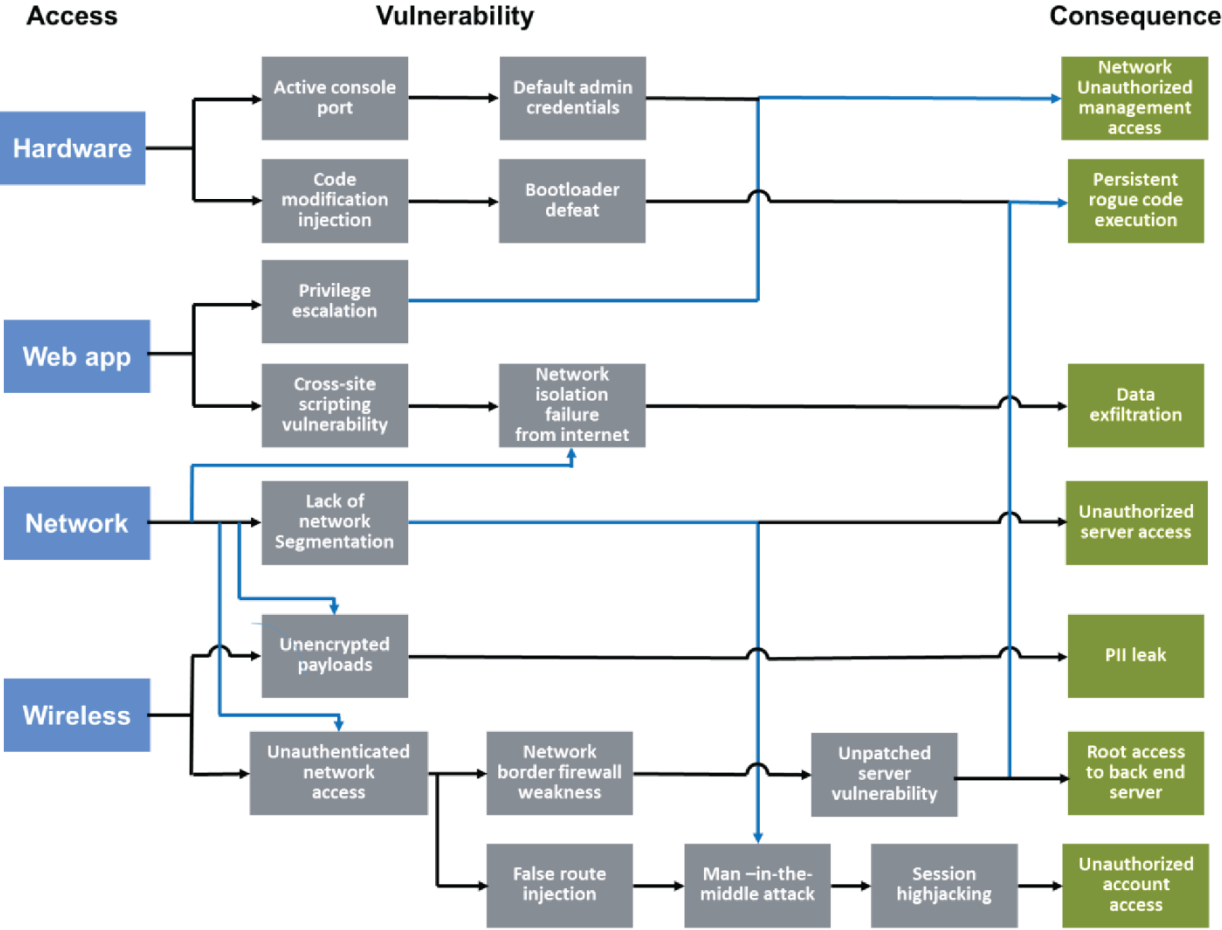 Access
Vulnerability
Consequence
Hardware
Active console
port
Default admin
credentials
Network
Unauthorized
management
access
Code
modification
injection
Bootloader
defeat
Persistent
rogue code
execution
Web app
Privilege
escalation
Cross-site
scripting
vulnerability
Network
isolation
failure
from internet
Data
exfiltration
Network
Lack of
network
Segmentation
Unauthorized
server access
Wireless
Unencrypted
payloads
PII leak
Unauthenticated
network
access
Network
border firewall
weakness
Unpatched
server
vulnerability
Root access
to back end
server
False route
injection
Man –in-the-
middle attack
Session
highjacking
Unauthorized
account
access